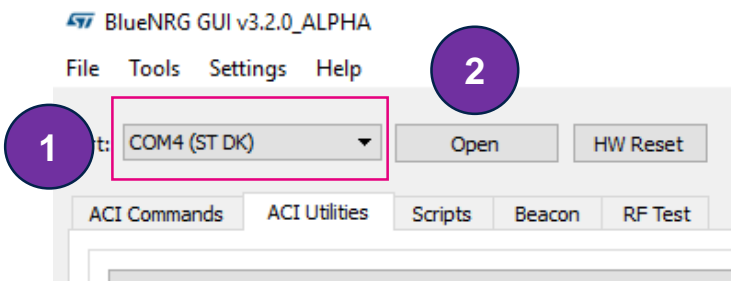 BlueNRG GUI v3.2.0_ALPHA
File Tools Settings Help
2
1 t: COM4 (ST DK) Open HW Reset
ACI Commands ACI Utilities Scripts Beacon RF Test